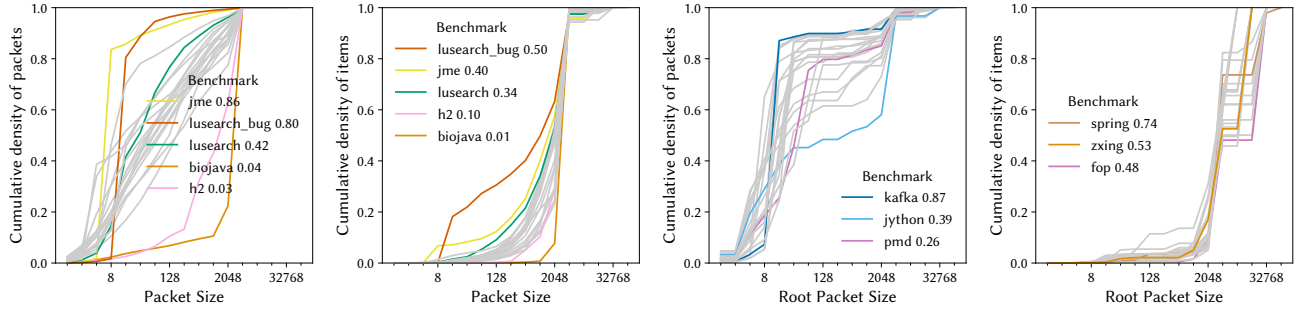 Cumulative density of packets
1.0
0.8
0.6
0.4
0.2
0.0
Benchmark
jme 0.86
lusearch_bug 0.80
lusearch 0.42
biojava 0.04
h2 0.03
8 128 2048 32768
Packet Size
Cumulative density of items
1.0
0.8
0.6
0.4
0.2
0.0
Benchmark
lusearch_bug 0.50
jme 0.40
lusearch 0.34
h2 0.10
biojava 0.01
8 128 2048 32768
Packet Size
Cumulative density of packets
1.0
0.8
0.6
0.4
0.2
0.0
Benchmark
kafka 0.87
jython 0.39
pmd 0.26
8 128 2048 32768
Root Packet Size
Cumulative density of items
1.0
0.8
0.6
0.4
0.2
0.0
Benchmark
spring 0.74
zxing 0.53
fop 0.48
8 128 2048 32768
Root Packet Size